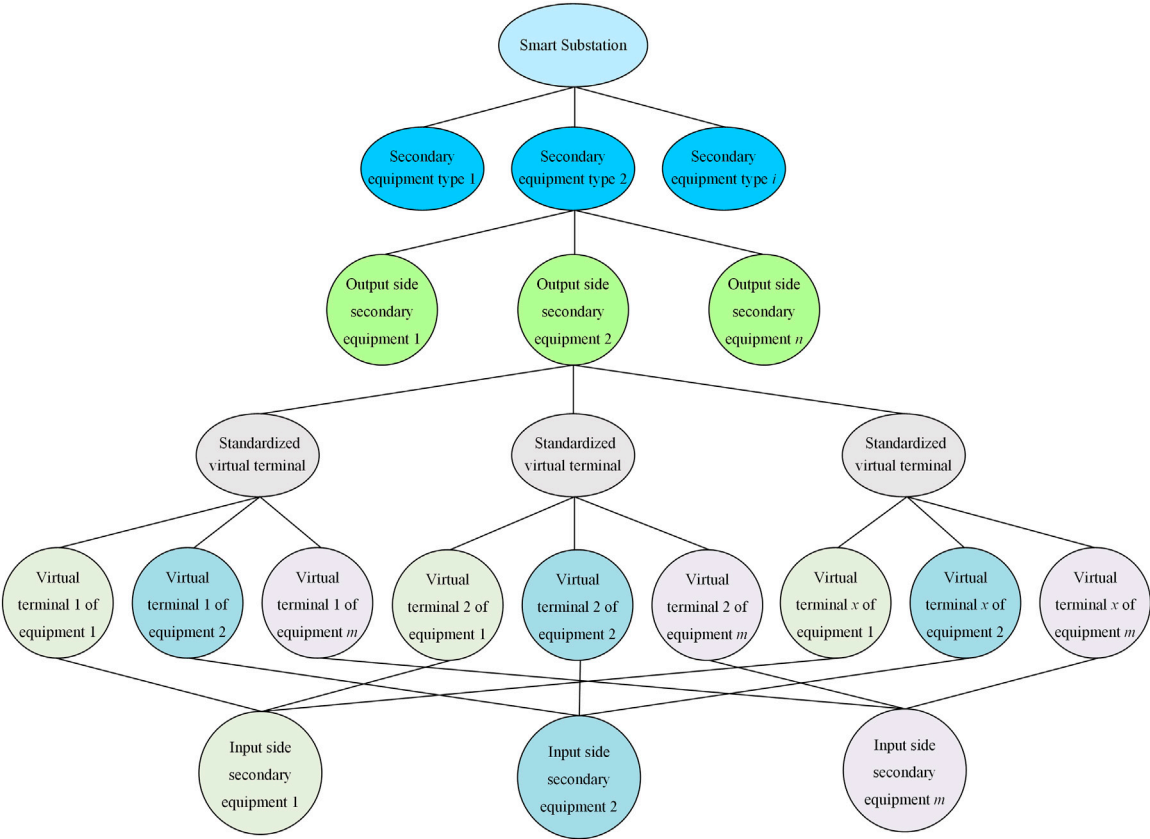 Smart Substation
Secondary
equipment type 1
Secondary
equipment type 2
Secondary
equipment type i
Output side
secondary
equipment 1
Output side
secondary
equipment 2
Output side
secondary
equipment n
Standardized
virtual terminal
Standardized
virtual terminal
Standardized
virtual terminal
Virtual
terminal 1 of
equipment 1
Virtual
terminal 1 of
equipment 2
Virtual
terminal 1 of
equipment m
Virtual
terminal 2 of
equipment 1
Virtual
terminal 2 of
equipment 2
Virtual
terminal 2 of
equipment m
Virtual
terminal x of
equipment 1
Virtual
terminal x of
equipment 2
Virtual
terminal x of
equipment m
Input side
secondary
equipment 1
Input side
secondary
equipment 2
Input side
secondary
equipment m